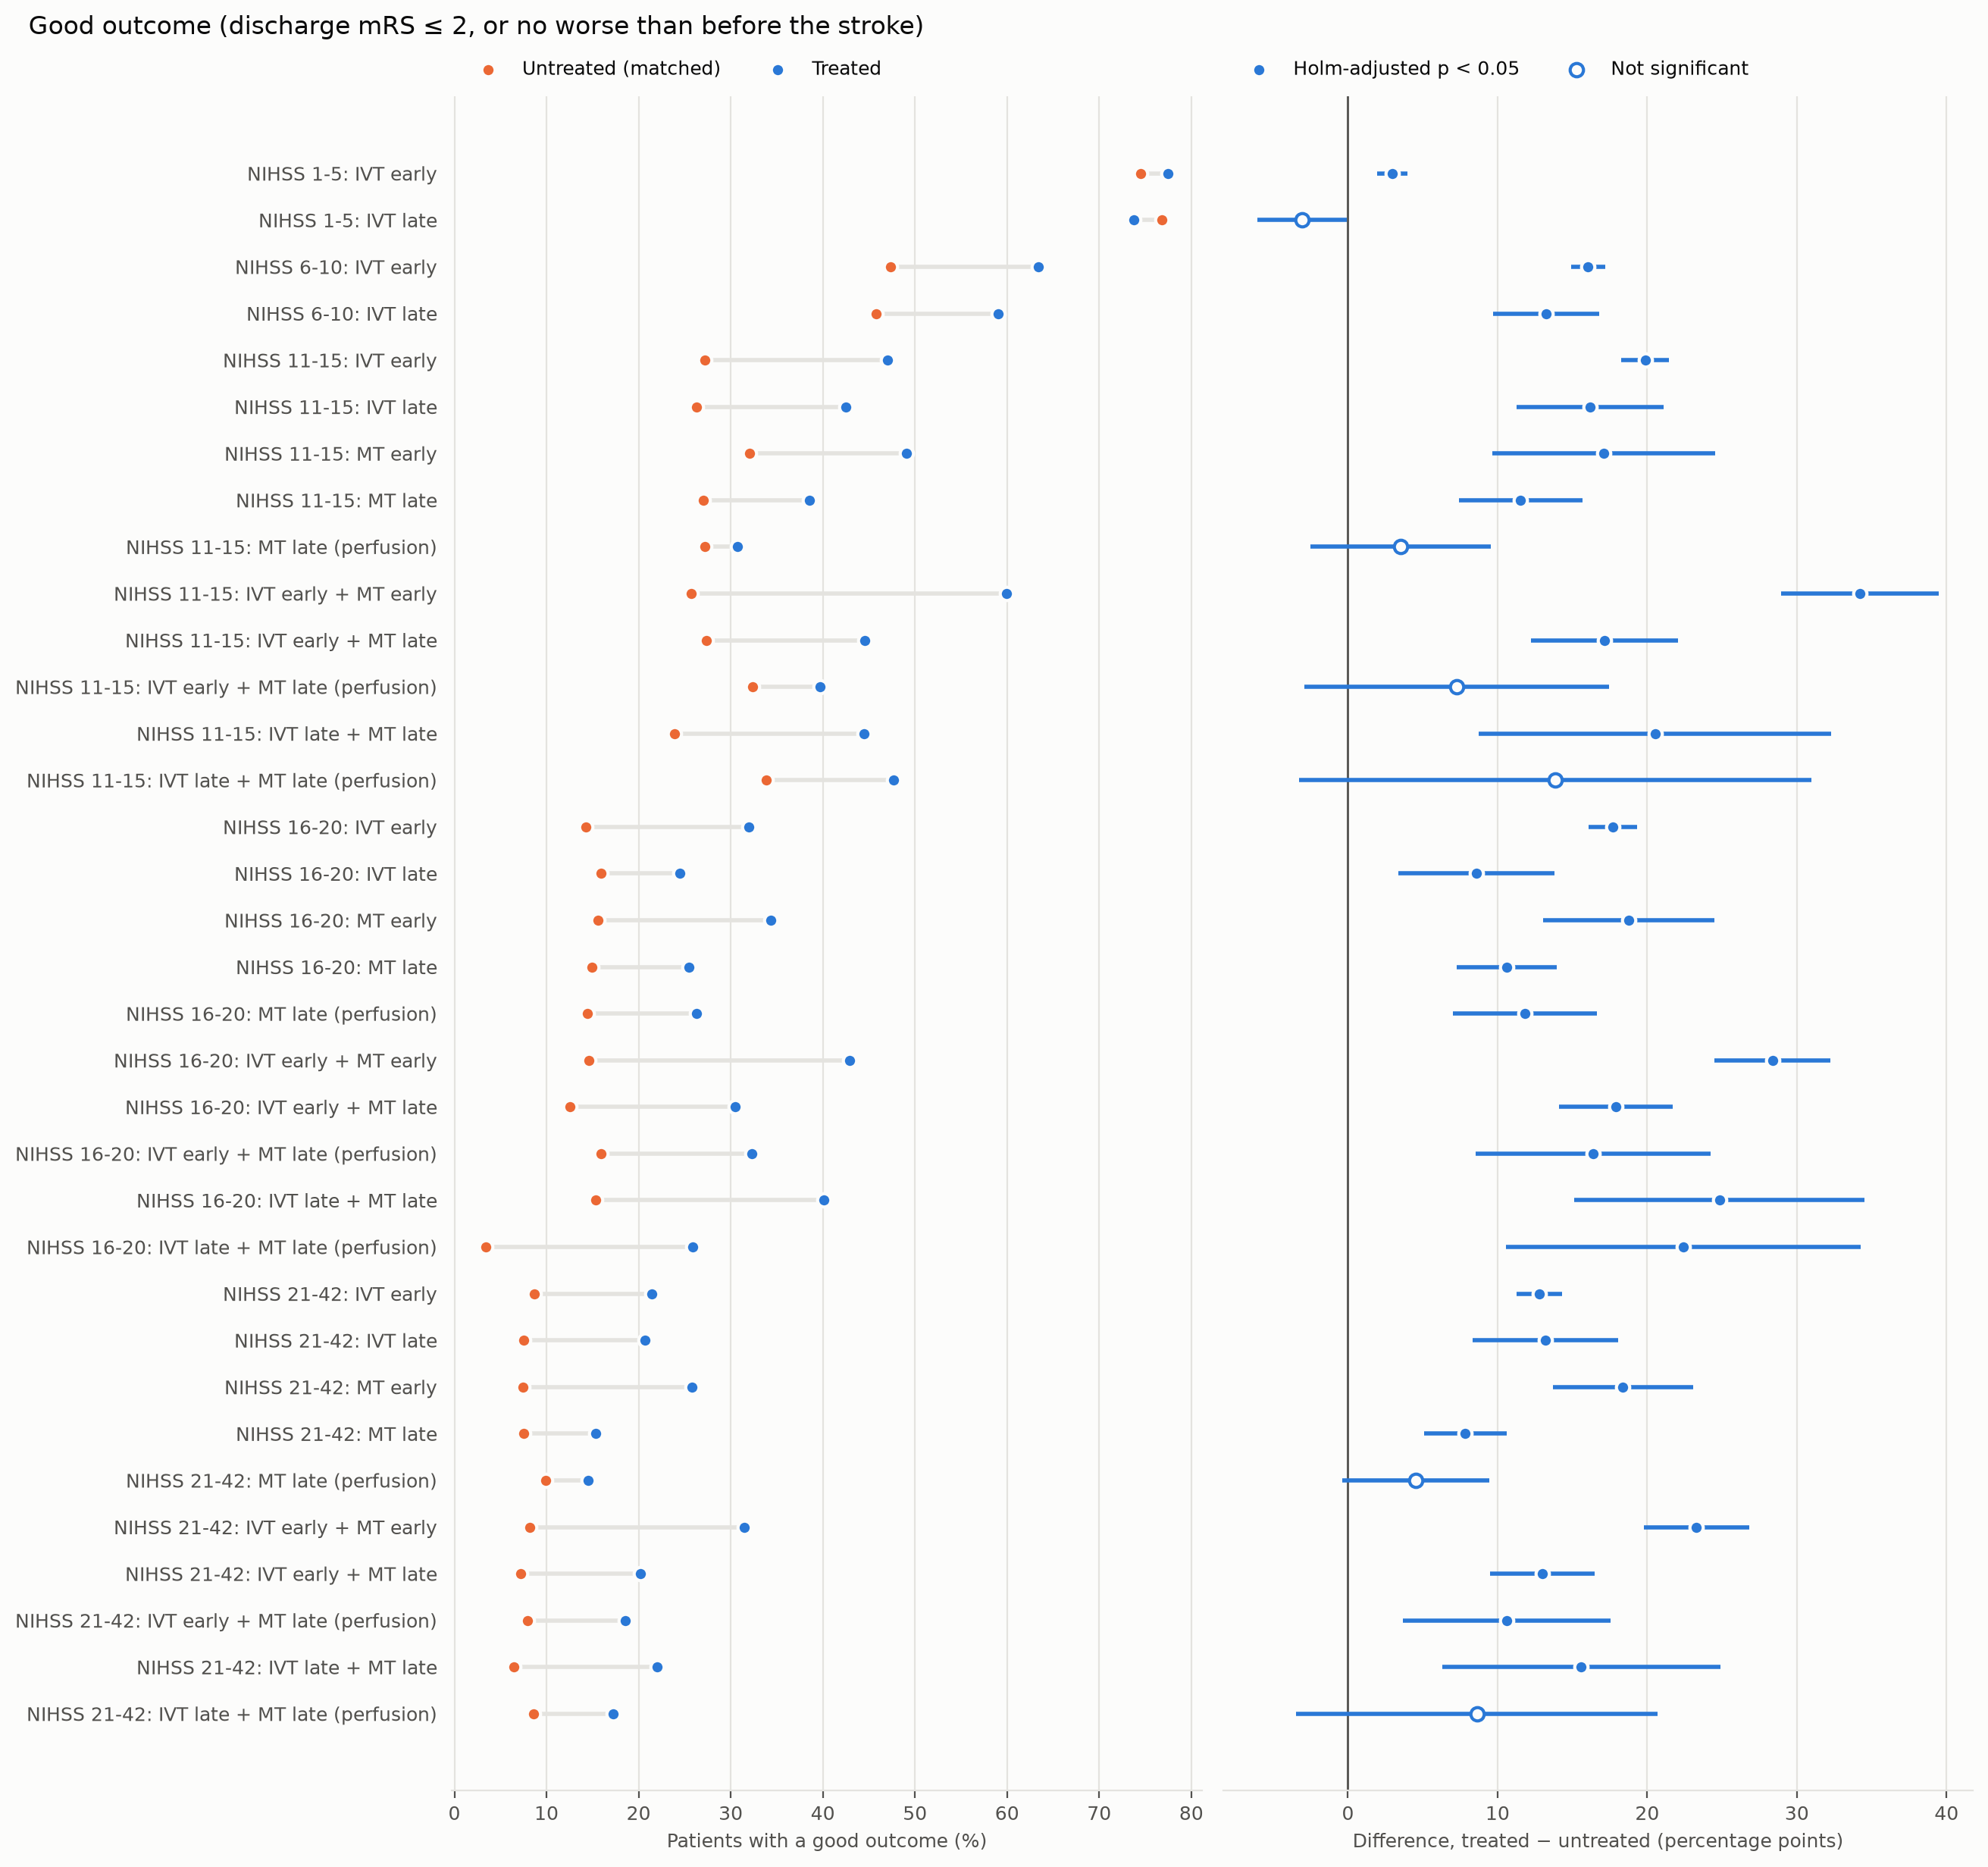 Good outcome (discharge mRS ≤ 2, or no worse than before the stroke)
Untreated (matched) Treated Holm-adjusted p < 0.05 Not significant
NIHSS 1-5: IVT early
NIHSS 1-5: IVT late
NIHSS 6-10: IVT early
NIHSS 6-10: IVT late
NIHSS 11-15: IVT early
NIHSS 11-15: IVT late
NIHSS 11-15: MT early
NIHSS 11-15: MT late
NIHSS 11-15: MT late (perfusion)
NIHSS 11-15: IVT early + MT early
NIHSS 11-15: IVT early + MT late
NIHSS 11-15: IVT early + MT late (perfusion)
NIHSS 11-15: IVT late + MT late
NIHSS 11-15: IVT late + MT late (perfusion)
NIHSS 16-20: IVT early
NIHSS 16-20: IVT late
NIHSS 16-20: MT early
NIHSS 16-20: MT late
NIHSS 16-20: MT late (perfusion)
NIHSS 16-20: IVT early + MT early
NIHSS 16-20: IVT early + MT late
NIHSS 16-20: IVT early + MT late (perfusion)
NIHSS 16-20: IVT late + MT late
NIHSS 16-20: IVT late + MT late (perfusion)
NIHSS 21-42: IVT early
NIHSS 21-42: IVT late
NIHSS 21-42: MT early
NIHSS 21-42: MT late
NIHSS 21-42: MT late (perfusion)
NIHSS 21-42: IVT early + MT early
NIHSS 21-42: IVT early + MT late
NIHSS 21-42: IVT early + MT late (perfusion)
NIHSS 21-42: IVT late + MT late
NIHSS 21-42: IVT late + MT late (perfusion)
0 10 20 30 40 50 60 70 80 0 10 20 30 40
Patients with a good outcome (%) Difference, treated − untreated (percentage points)